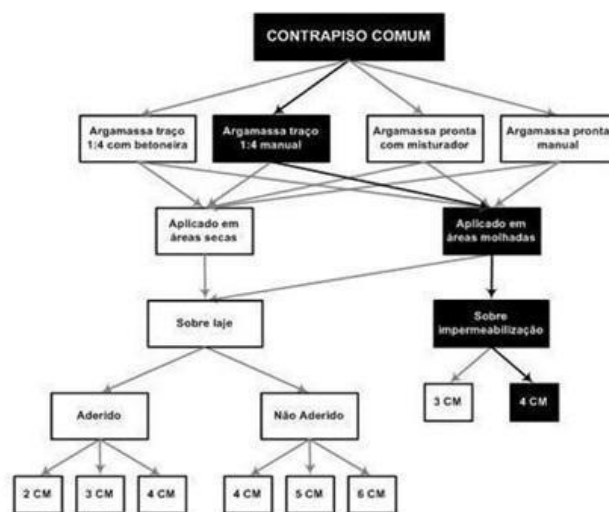 CONTRAPISO COMUM
Argamassa traço
1:4 com betoneira
Argamassa traço
1:4 manual
Argamassa pronta
com misturador
Argamassa pronta
manual
Aplicado em
áreas secas
Aplicado em
áreas molhadas
Sobre laje
Sobre
impermeabilização
Aderido
Não Aderido
3 CM
4 CM
2 CM
3 CM
4 CM
4 CM
5 CM
6 CM